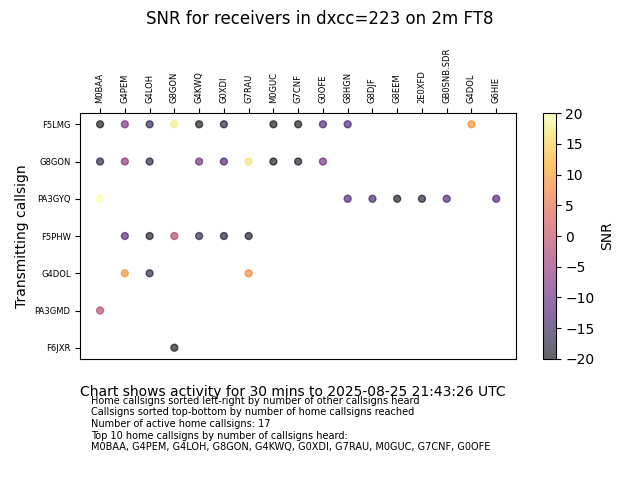 SNR for receivers in dxcc=223 on 2m FT8
M0BAA G4PEM G4LOH G8GON G4KWQ G0XDI G7RAU M0GUC G7CNF G0OFE G8HGN G8DJF G8EEM 2E0XFD GB0SNB.SDR G4DOL G6HIE
Transmitting callsign
F5LMG
G8GON
PA3GYQ
F5PHW
G4DOL
PA3GMD
F6JXR
20
15
10
5
0
−5
−10
−15
−20
SNR
Chart shows activity for 30 mins to 2025-08-25 21:43:26 UTC
Home callsigns sorted left-right by number of other callsigns heard
Callsigns sorted top-bottom by number of home callsigns reached
Number of active home callsigns: 17
Top 10 home callsigns by number of callsigns heard:
M0BAA, G4PEM, G4LOH, G8GON, G4KWQ, G0XDI, G7RAU, M0GUC, G7CNF, G0OFE